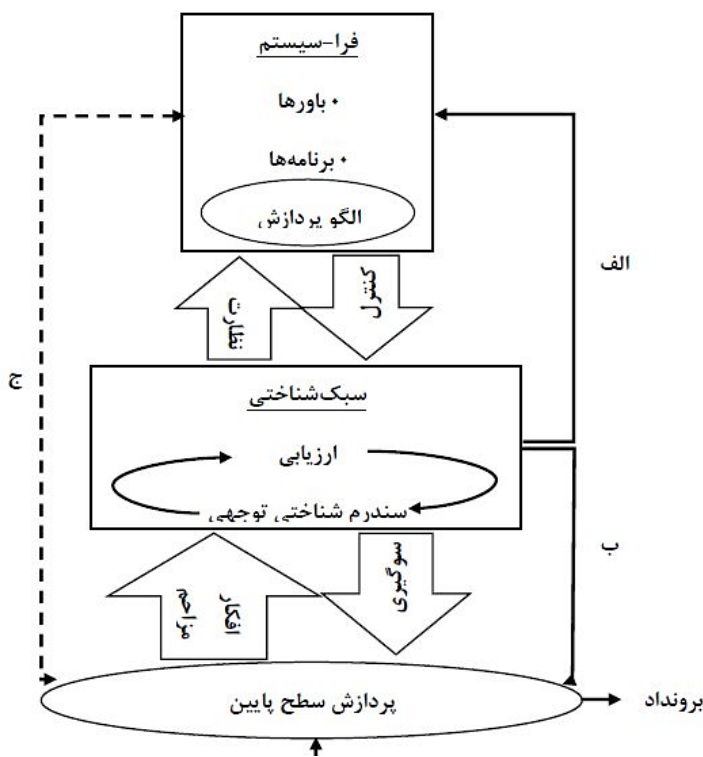 فرا-سیستم
• باورها
• برنامه‌ها
الگو پردازش
الف
کنترل
نظارت
ج
سبک‌شناختی
ارزیابی
سندرم شناختی توجهی
ب
سوگیری
افکار
مزاحم
پردازش سطح پایین
برونداد